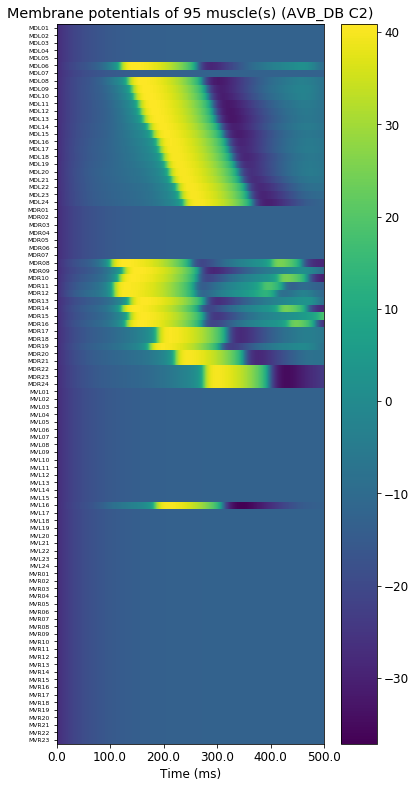 Membrane potentials of 95 muscle(s) (AVB_DB C2)
MDL01
MDL02
MDL03
MDL04
MDL05
MDL06
MDL07
MDL08
MDL09
MDL10
MDL11
MDL12
MDL13
MDL14
MDL15
MDL16
MDL17
MDL18
MDL19
MDL20
MDL21
MDL22
MDL23
MDL24
MDR01
MDR02
MDR03
MDR04
MDR05
MDR06
MDR07
MDR08
MDR09
MDR10
MDR11
MDR12
MDR13
MDR14
MDR15
MDR16
MDR17
MDR18
MDR19
MDR20
MDR21
MDR22
MDR23
MDR24
MVL01
MVL02
MVL03
MVL04
MVL05
MVL06
MVL07
MVL08
MVL09
MVL10
MVL11
MVL12
MVL13
MVL14
MVL15
MVL16
MVL17
MVL18
MVL19
MVL20
MVL21
MVL22
MVL23
MVL24
MVR01
MVR02
MVR03
MVR04
MVR05
MVR06
MVR07
MVR08
MVR09
MVR10
MVR11
MVR12
MVR13
MVR14
MVR15
MVR16
MVR17
MVR18
MVR19
MVR20
MVR21
MVR22
MVR23
0.0 100.0 200.0 300.0 400.0 500.0
Time (ms)
40
30
20
10
0
−10
−20
−30